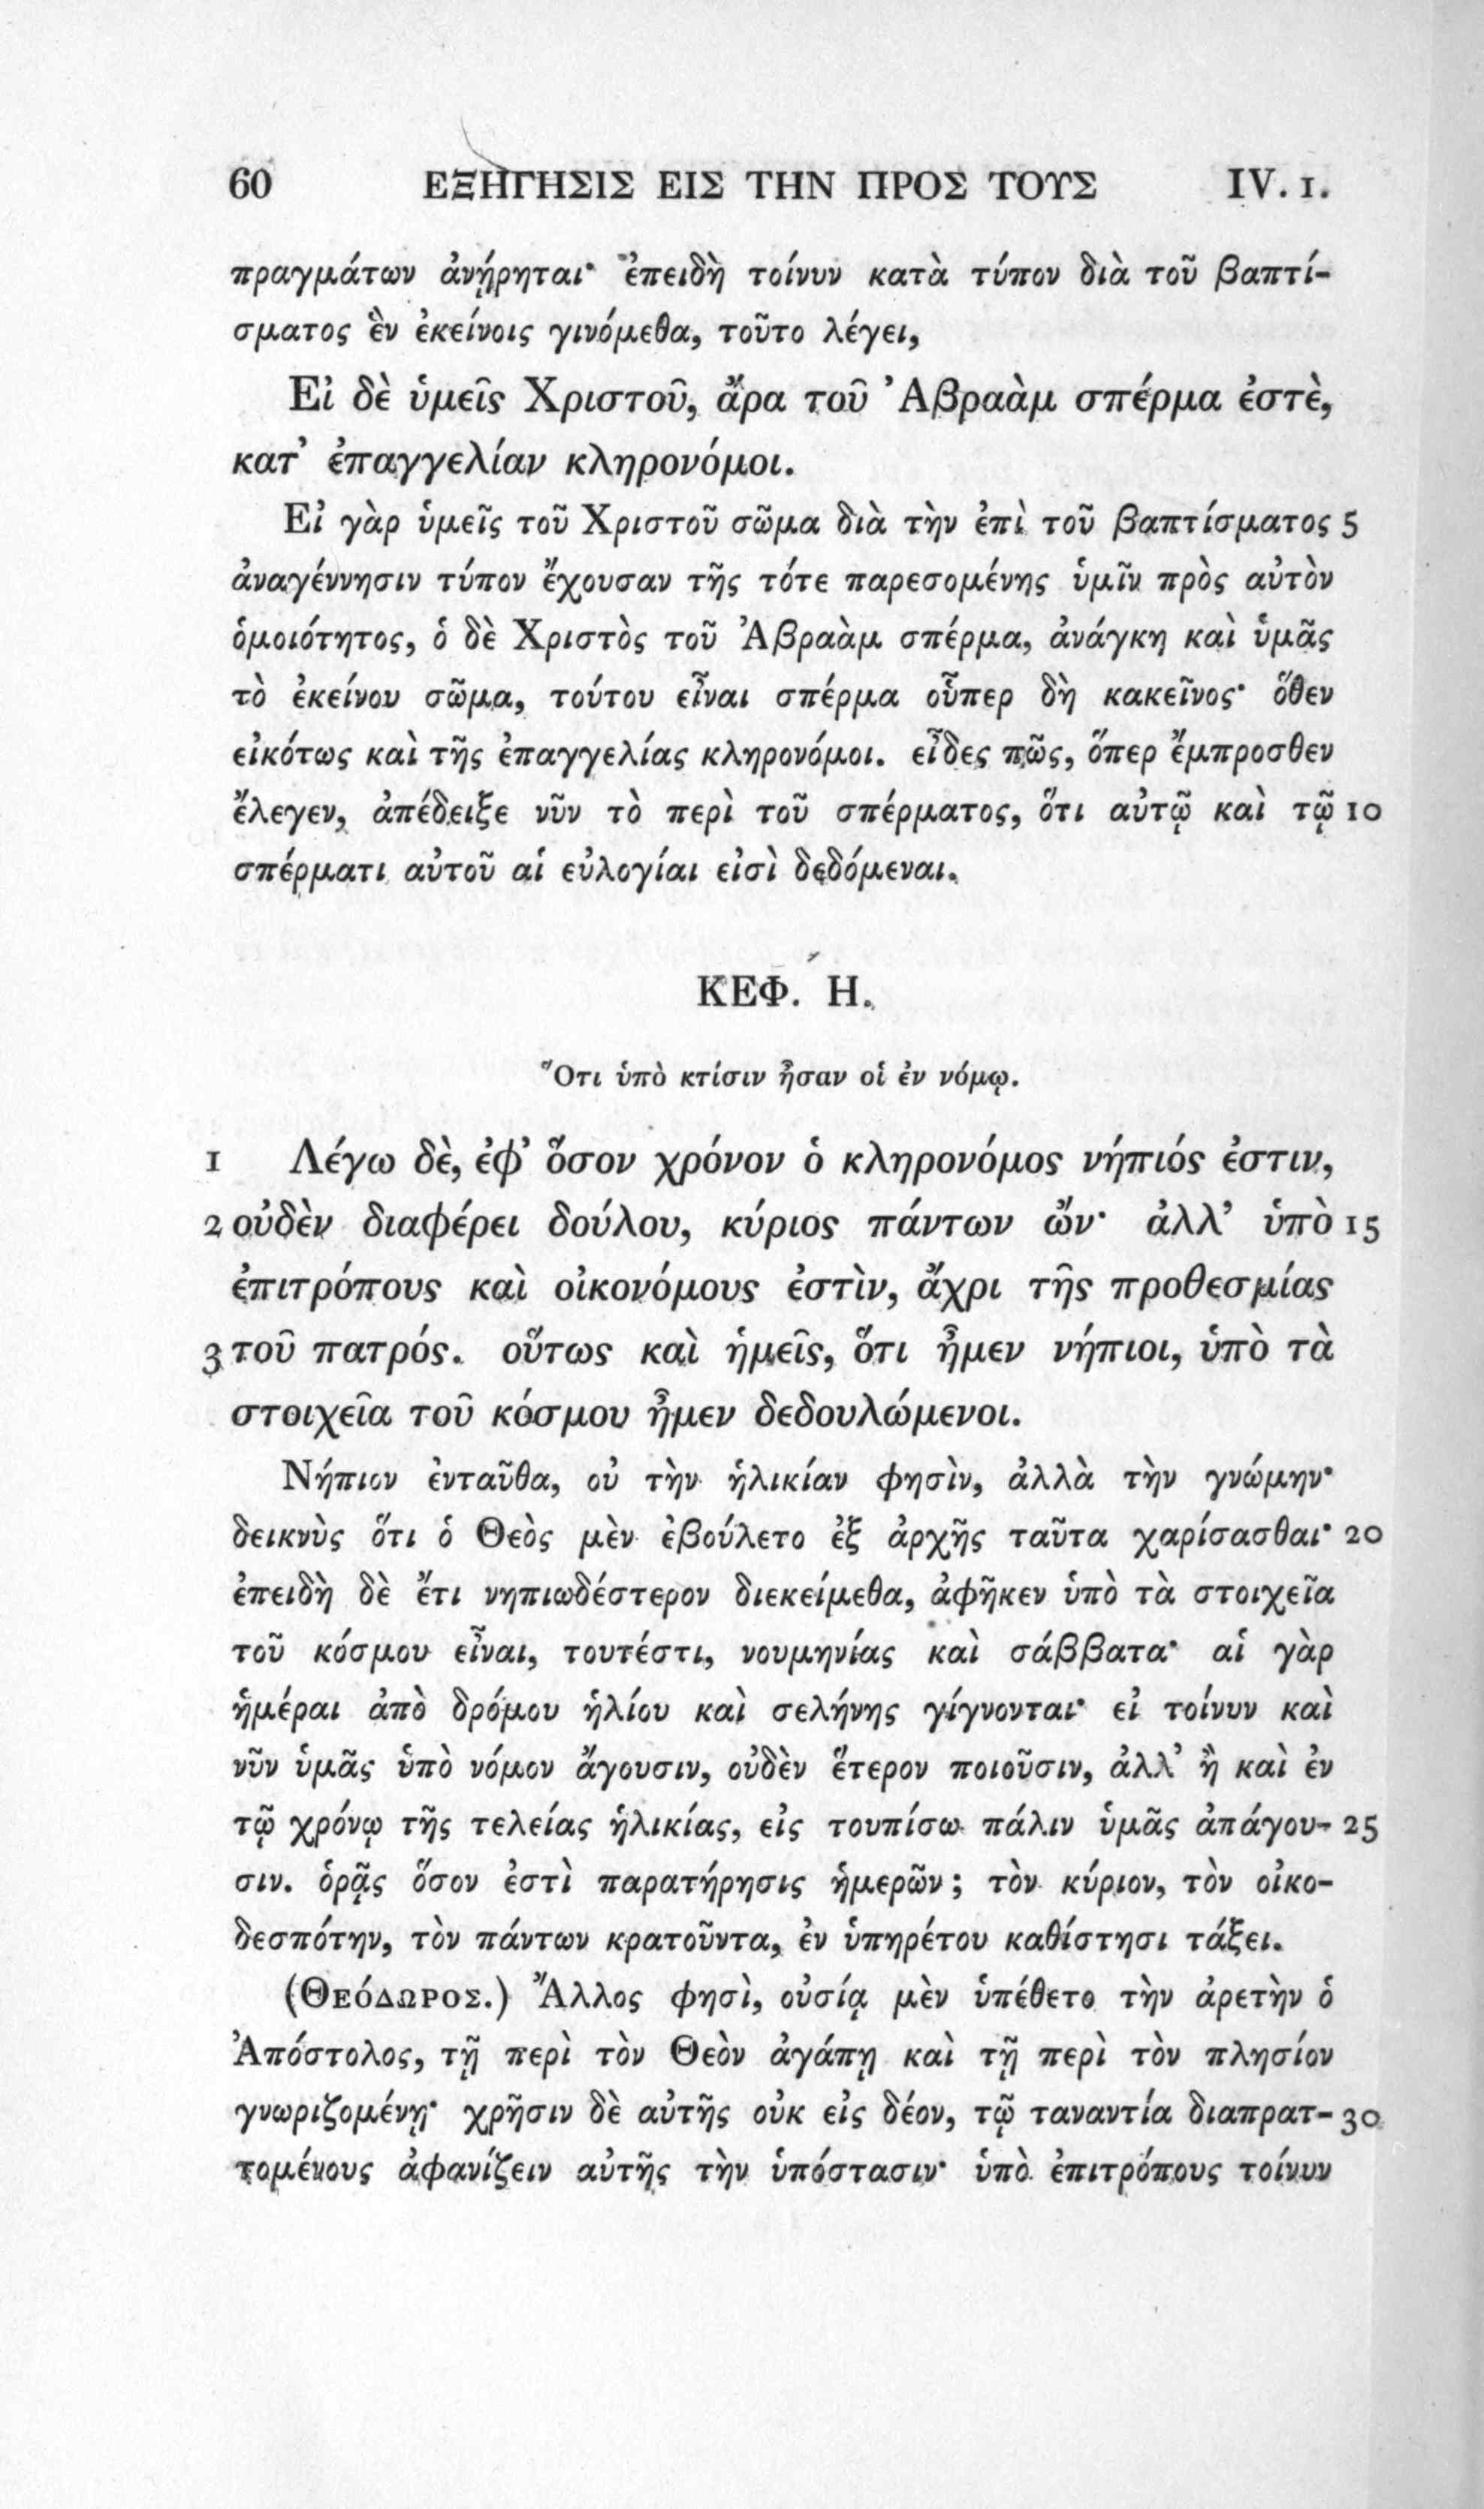 60 ΕΞΗΓΗΣΙΣ ΕΙΣ ΤΗΝ ΠΡΟΣ ΤΟΥΣ IV. 1.
πραγμάτων ἀνῄρηται· ἐπειδὴ τοίνυν κατὰ τύπον διὰ τοῦ βαπτί-
σματος ἓν ἐκείνοις γινόμεθα, τοῦτο λέγει,
Εἰ δὲ ὑμεῖς Χριστοῦ, ἄρα τοῦ Ἀβραὰμ σπέρμα ἐστὲ,
κατ’ ἐπαγγελίαν κληρονόμοι.
Εἰ γὰρ ὑμεῖς τοῦ Χριστοῦ σῶμα διὰ τὴν ἐπὶ τοῦ βαπτίσματος 5
ἀναγέννησιν τύπον ἔχουσαν τῆς τότε παρεσομένης ὑμῖν πρὸς αὐτὸν
ὁμοιότητος, ὁ δὲ Χριστὸς τοῦ Ἀβραὰμ σπέρμα, ἀνάγκη καὶ ὑμᾶς
τὸ ἐκείνου σῶμα, τούτου εἶναι σπέρμα οὗπερ δὴ κακεῖνος· ὅθεν
εἰκότως καὶ τῆς ἐπαγγελίας κληρονόμοι. εἶδες πῶς, ὅπερ ἔμπροσθεν
ἔλεγεν, ἀπέδειξε νῦν τὸ περὶ τοῦ σπέρματος, ὅτι αὐτῷ καὶ τῷ 10
σπέρματι αὐτοῦ αἱ εὐλογίαι εἰσὶ δεδόμεναι.
ΚΕΦ. Η.
Ὅτι ὑπὸ κτίσιν ἦσαν οἱ ἐν νόμῳ.
1 Λέγω δὲ, ἐφ’ ὅσον χρόνον ὁ κληρονόμος νήπιός ἐστιν,
2 οὐδὲν διαφέρει δούλου, κύριος πάντων ὤν· ἀλλ’ ὑπὸ 15
ἐπιτρόπους καὶ οἰκονόμους ἐστὶν, ἄχρι τῆς προθεσμίας
3 τοῦ πατρός. οὕτως καὶ ἡμεῖς, ὅτι ἦμεν νήπιοι, ὑπὸ τὰ
στοιχεῖα τοῦ κόσμου ἦμεν δεδουλώμενοι.
Νήπιον ἐνταῦθα, οὐ τὴν ἡλικίαν φησὶν, ἀλλὰ τὴν γνώμην·
δεικνὺς ὅτι ὁ Θεὸς μὲν ἐβούλετο ἐξ ἀρχῆς ταῦτα χαρίσασθαι· 20
ἐπειδὴ δὲ ἔτι νηπιωδέστερον διεκείμεθα, ἀφῆκεν ὑπὸ τὰ στοιχεῖα
τοῦ κόσμου εἶναι, τουτέστι, νουμηνίας καὶ σάββατα· αἱ γὰρ
ἡμέραι ἀπὸ δρόμου ἡλίου καὶ σελήνης γίγνονται· εἰ τοίνυν καὶ
νῦν ὑμᾶς ὑπὸ νόμον ἄγουσιν, οὐδὲν ἕτερον ποιοῦσιν, ἀλλ’ ἢ καὶ ἐν
τῷ χρόνῳ τῆς τελείας ἡλικίας, εἰς τουπίσω πάλιν ὑμᾶς ἀπάγου- 25
σιν. ὁρᾷς ὅσον ἐστὶ παρατήρησις ἡμερῶν; τὸν κύριον, τὸν οἰκο-
δεσπότην, τὸν πάντων κρατοῦντα, ἐν ὑπηρέτου καθίστησι τάξει.
(ΘΕΌΔΩΡΟΣ.) Ἄλλος φησὶ, οὐσίᾳ μὲν ὑπέθετο τὴν ἀρετὴν ὁ
Ἀπόστολος, τῇ περὶ τὸν Θεὸν ἀγάπῃ καὶ τῇ περὶ τὸν πλησίον
γνωριζομένῃ· χρῆσιν δὲ αὐτῆς οὐκ εἰς δέον, τῷ ταναντία διαπρατ- 30
τομένους ἀφανίζειν αὐτῆς τὴν ὑπόστασιν· ὑπὸ ἐπιτρόπους τοίνυν